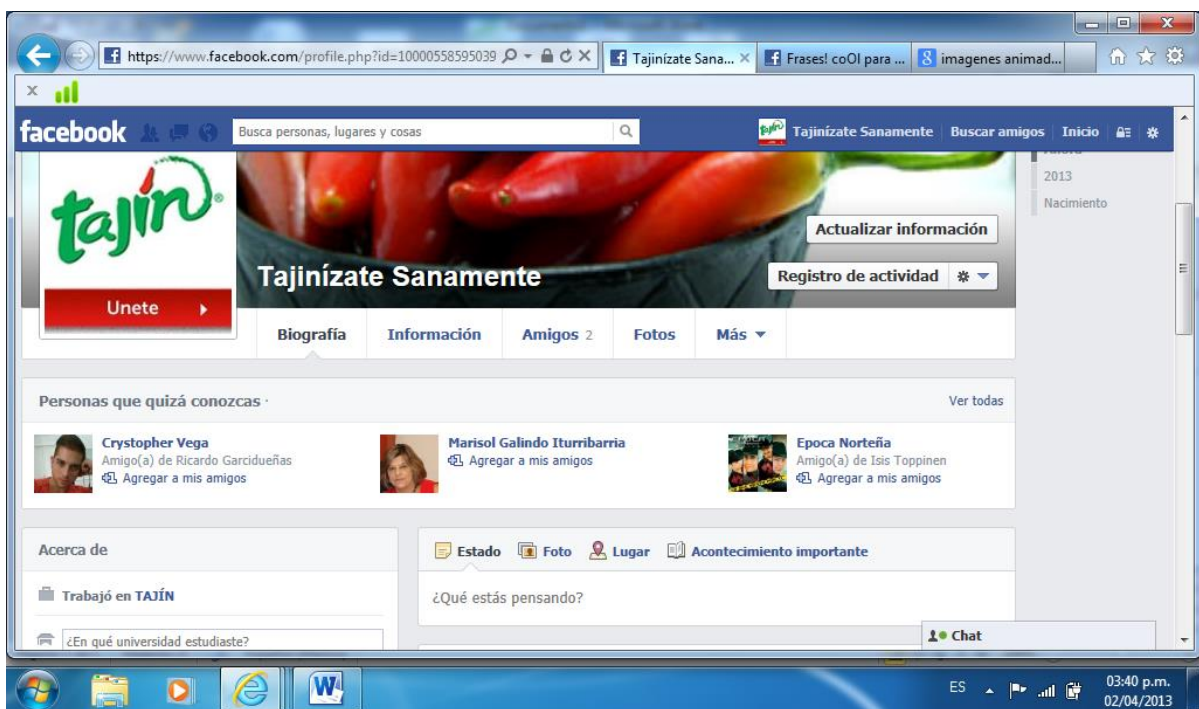 https://www.facebook.com/profile.php?id=10000558595039
Tajinízate Sana...
Frases! coOl para ...
imagenes animad...
facebook
Busca personas, lugares y cosas
Tajinízate Sanamente
Buscar amigos
Inicio
2013
Nacimiento
tajín
Unete
Tajinízate Sanamente
Actualizar información
Registro de actividad
Biografía
Información
Amigos 2
Fotos
Más
Personas que quizá conozcas ·
Ver todas
Crystopher Vega
Amigo(a) de Ricardo Garcidueñas
Agregar a mis amigos
Marisol Galindo Iturribarria
Agregar a mis amigos
Epoca Norteña
Amigo(a) de Isis Toppinen
Agregar a mis amigos
Acerca de
Trabajó en TAJÍN
¿En qué universidad estudiaste?
Estado
Foto
Lugar
Acontecimiento importante
¿Qué estás pensando?
Chat
ES
03:40 p.m.
02/04/2013